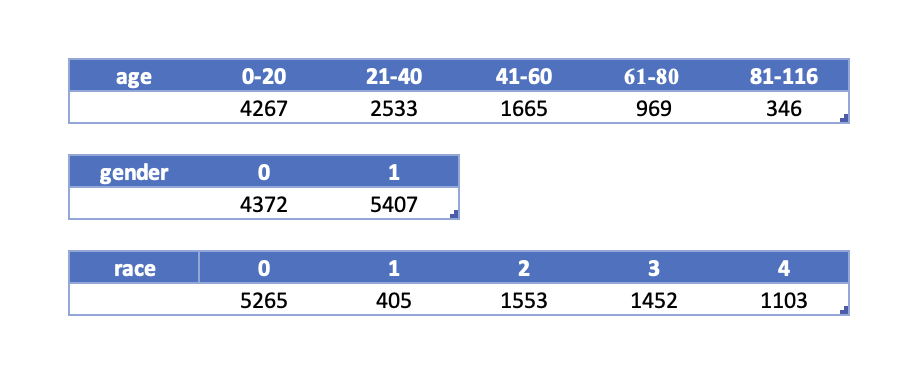 age 0-20 21-40 41-60 61-80 81-116
4267 2533 1665 969 346
gender 0 1
4372 5407
race 0 1 2 3 4
5265 405 1553 1452 1103